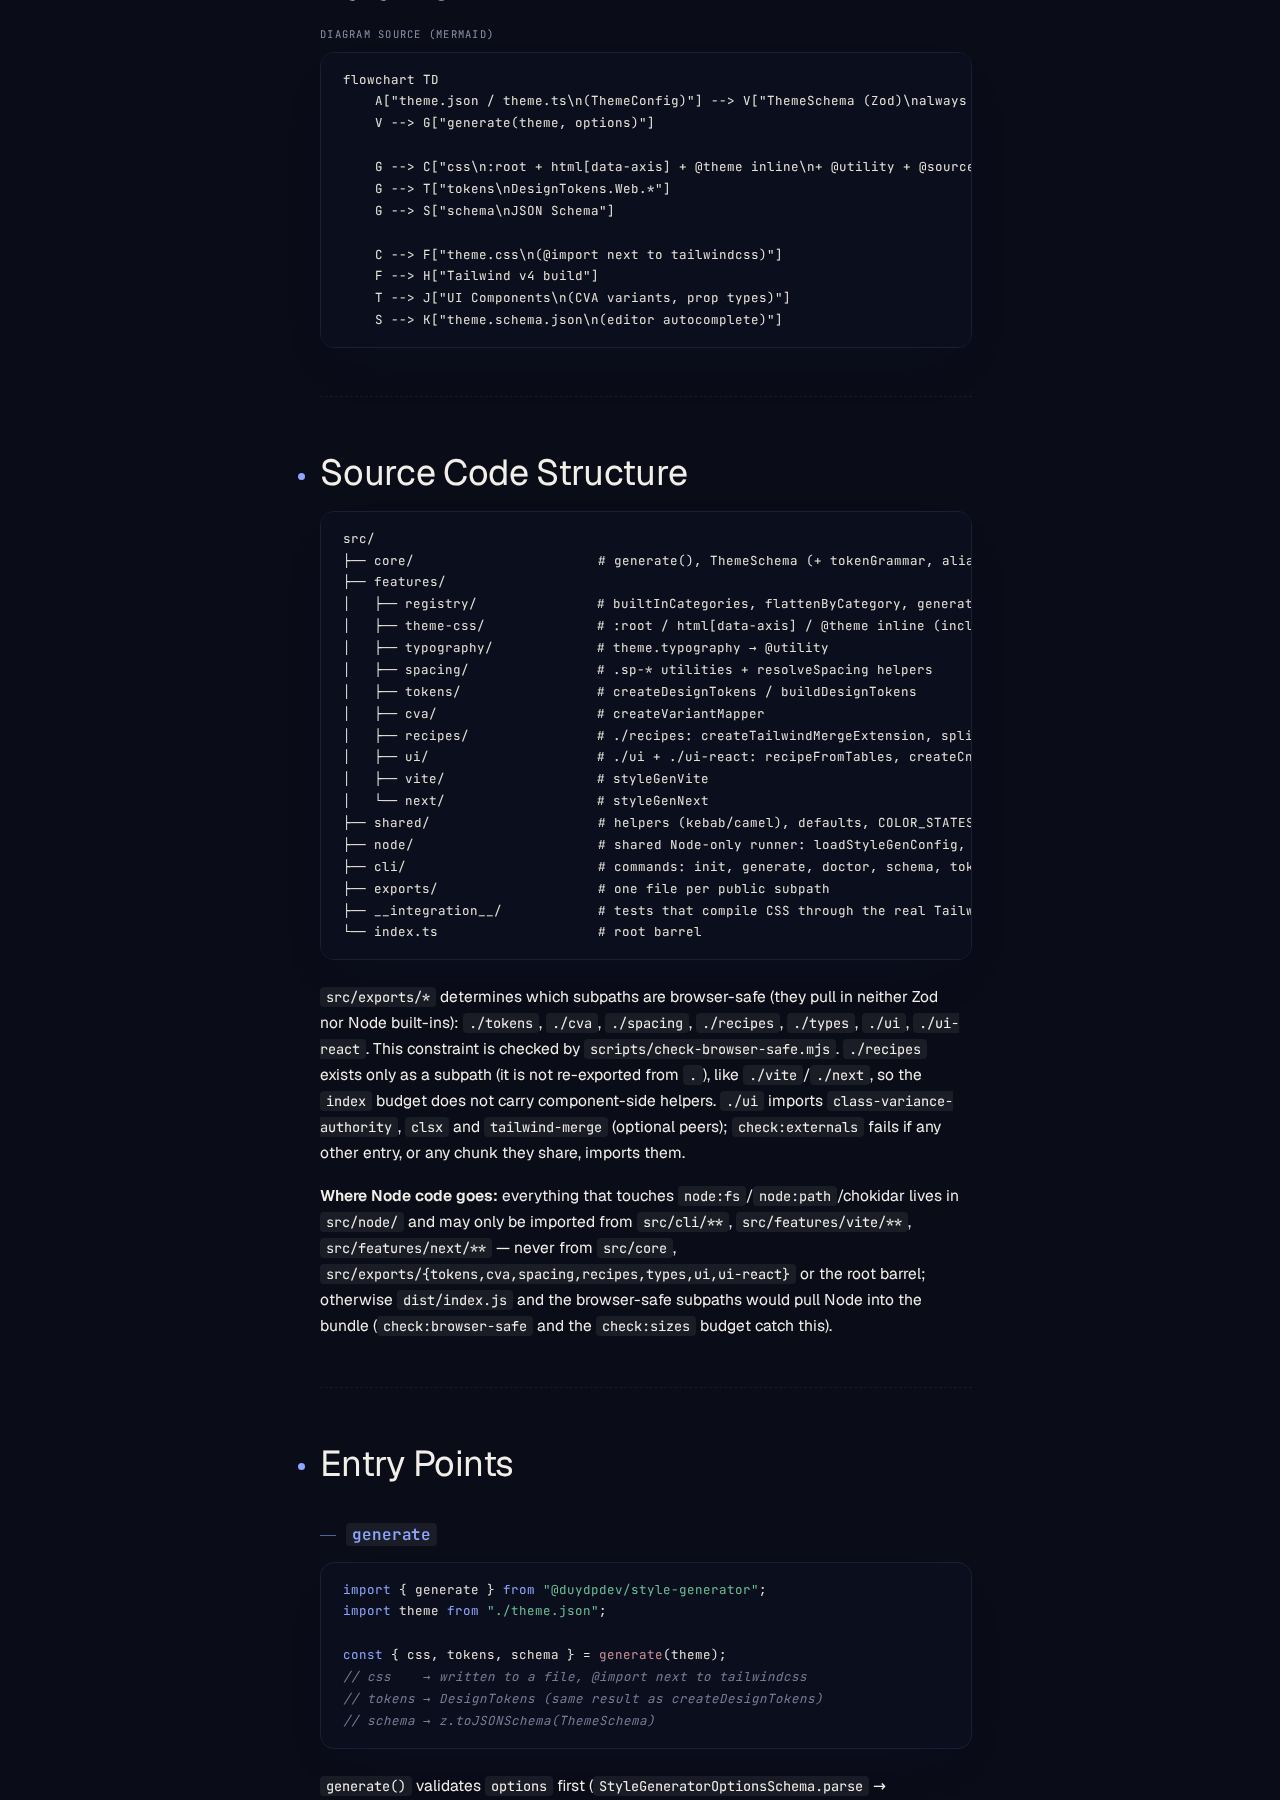 DIAGRAM SOURCE (MERMAID)
flowchart TD
    A["theme.json / theme.ts\n(ThemeConfig)"] --> V["ThemeSchema (Zod)\nalways
    V --> G["generate(theme, options)"]

    G --> C["css\n:root + html[data-axis] + @theme inline\n+ @utility + @source
    G --> T["tokens\nDesignTokens.Web.*"]
    G --> S["schema\nJSON Schema"]

    C --> F["theme.css\n(@import next to tailwindcss)"]
    F --> H["Tailwind v4 build"]
    T --> J["UI Components\n(CVA variants, prop types)"]
    S --> K["theme.schema.json\n(editor autocomplete)"]
Source Code Structure
src/
├── core/                       # generate(), ThemeSchema (+ tokenGrammar, alia
├── features/
│   ├── registry/               # builtInCategories, flattenByCategory, generat
│   ├── theme-css/              # :root / html[data-axis] / @theme inline (incl
│   ├── typography/             # theme.typography → @utility
│   ├── spacing/                # .sp-* utilities + resolveSpacing helpers
│   ├── tokens/                 # createDesignTokens / buildDesignTokens
│   ├── cva/                    # createVariantMapper
│   ├── recipes/                # ./recipes: createTailwindMergeExtension, spli
│   ├── ui/                     # ./ui + ./ui-react: recipeFromTables, createCn
│   ├── vite/                   # styleGenVite
│   └── next/                   # styleGenNext
├── shared/                     # helpers (kebab/camel), defaults, COLOR_STATES
├── node/                       # shared Node-only runner: loadStyleGenConfig,
├── cli/                        # commands: init, generate, doctor, schema, tok
├── exports/                    # one file per public subpath
├── __integration__/            # tests that compile CSS through the real Tailw
└── index.ts                    # root barrel
src/exports/* determines which subpaths are browser-safe (they pull in neither Zod
nor Node built-ins): ./tokens, ./cva, ./spacing, ./recipes, ./types, ./ui, ./ui-
react. This constraint is checked by scripts/check-browser-safe.mjs. ./recipes
exists only as a subpath (it is not re-exported from .), like ./vite/./next, so the
index budget does not carry component-side helpers. ./ui imports class-variance-
authority, clsx and tailwind-merge (optional peers); check:externals fails if any
other entry, or any chunk they share, imports them.
Where Node code goes: everything that touches node:fs/node:path/chokidar lives in
src/node/ and may only be imported from src/cli/**, src/features/vite/**,
src/features/next/** — never from src/core,
src/exports/{tokens,cva,spacing,recipes,types,ui,ui-react} or the root barrel;
otherwise dist/index.js and the browser-safe subpaths would pull Node into the
bundle (check:browser-safe and the check:sizes budget catch this).
Entry Points
— generate
import { generate } from "@duydpdev/style-generator";
import theme from "./theme.json";

const { css, tokens, schema } = generate(theme);
// css    → written to a file, @import next to tailwindcss
// tokens → DesignTokens (same result as createDesignTokens)
// schema → z.toJSONSchema(ThemeSchema)
generate() validates options first (StyleGeneratorOptionsSchema.parse →